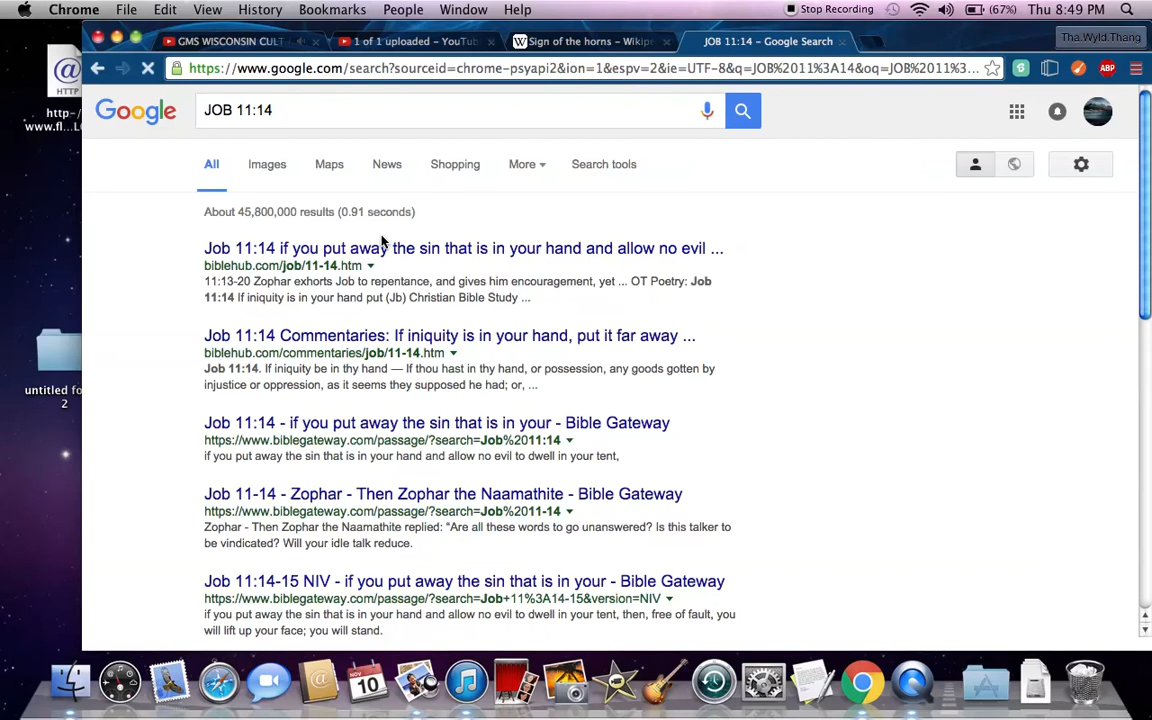 Chrome File Edit View History Bookmarks People Window Help Stop Recording (67%) Thu 8:49 PM
GMS WISCONSIN CULT 1 of 1 uploaded - YouTu Sign of the horns - Wikip JOB 11:14 - Google Search Tha.Wyld.Thang
https://www.google.com/search?sourceid=chrome-psyapi2&ion=1&espv=2&ie=UTF-8&q=JOB%2011%3A14&oq=JOB%2011%3... ABP
HTTP
http-/
www.fl...L0
Google JOB 11:14
All Images Maps News Shopping More Search tools
About 45,800,000 results (0.91 seconds)
Job 11:14 if you put away the sin that is in your hand and allow no evil ...
biblehub.com/job/11-14.htm
11:13-20 Zophar exhorts Job to repentance, and gives him encouragement, yet ... OT Poetry: Job
11:14 If iniquity is in your hand put (Jb) Christian Bible Study ...
Job 11:14 Commentaries: If iniquity is in your hand, put it far away ...
biblehub.com/commentaries/job/11-14.htm
Job 11:14. If iniquity be in thy hand — If thou hast in thy hand, or possession, any goods gotten by
injustice or oppression, as it seems they supposed he had; or, ...
untitled fo
2
Job 11:14 - if you put away the sin that is in your - Bible Gateway
https://www.biblegateway.com/passage/?search=Job%2011:14
if you put away the sin that is in your hand and allow no evil to dwell in your tent,
Job 11-14 - Zophar - Then Zophar the Naamathite - Bible Gateway
https://www.biblegateway.com/passage/?search=Job%2011-14
Zophar - Then Zophar the Naamathite replied: "Are all these words to go unanswered? Is this talker to
be vindicated? Will your idle talk reduce.
Job 11:14-15 NIV - if you put away the sin that is in your - Bible Gateway
https://www.biblegateway.com/passage/?search=Job+11%3A14-15&version=NIV
if you put away the sin that is in your hand and allow no evil to dwell in your tent, then, free of fault, you
will lift up your face; you will stand.
NOV
10